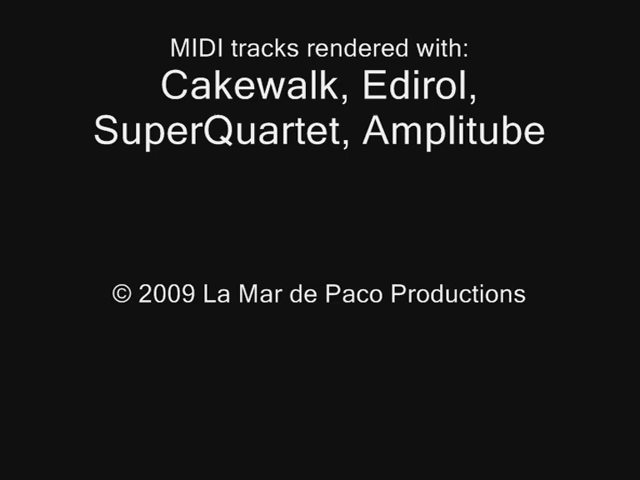 MIDI tracks rendered with:
Cakewalk, Edirol,
SuperQuartet, Amplitube
© 2009 La Mar de Paco Productions